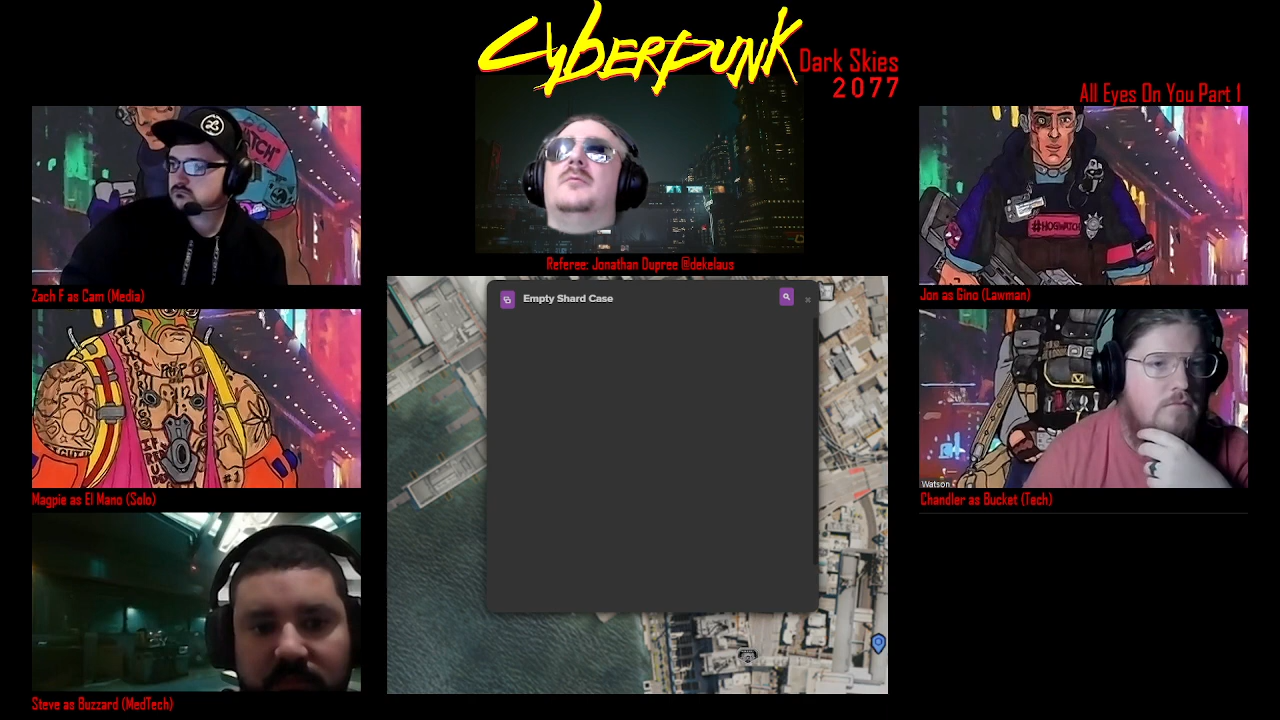 CYBERPUNK
Dark Skies
2077
All Eyes On You Part 1
Referee: Jonathan Dupree @dekelaus
Zach F as Cam (Media)
#HOGWATCH
Jon as Gino (Lawman)
Empty Shard Case
Magpie as El Mano (Solo)
Watson
Chandler as Bucket (Tech)
Steve as Buzzard (MedTech)